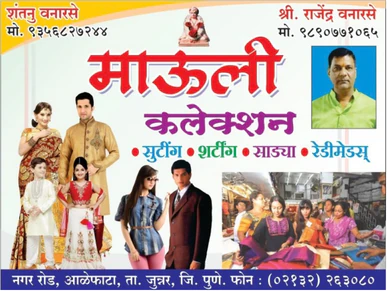 शंतनु वनारसे
मो. ९३५६८२७२४४
श्री. राजेंद्र वनारसे
मो. ९८९०७७१०६५
माऊली
कलेक्शन
• सुटींग • शर्टींग • साड्या • रेडीमेडस्
नगर रोड, आळेफाटा, ता. जुन्नर, जि. पुणे. फोन : (०२१३२) २६३०८०